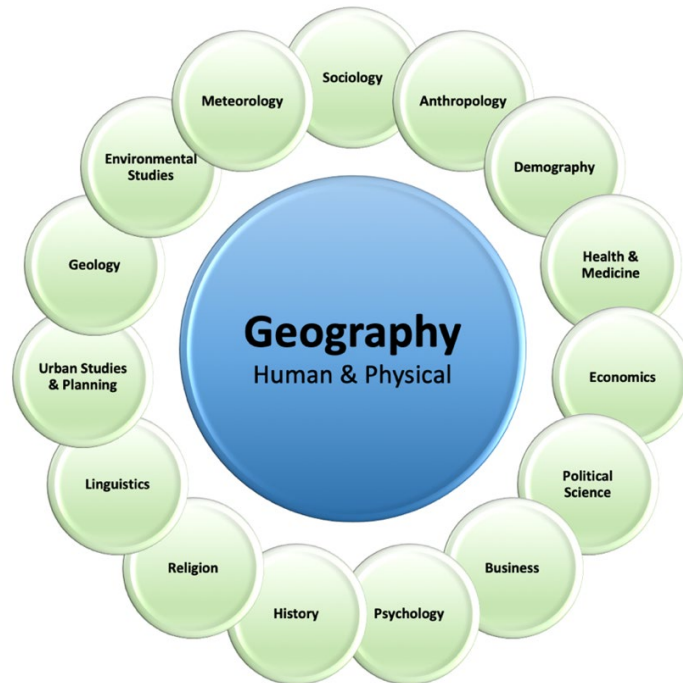 Sociology
Anthropology
Demography
Health &
Medicine
Economics
Political
Science
Business
Psychology
History
Religion
Linguistics
Urban Studies
& Planning
Geology
Environmental
Studies
Meteorology
Geography
Human & Physical